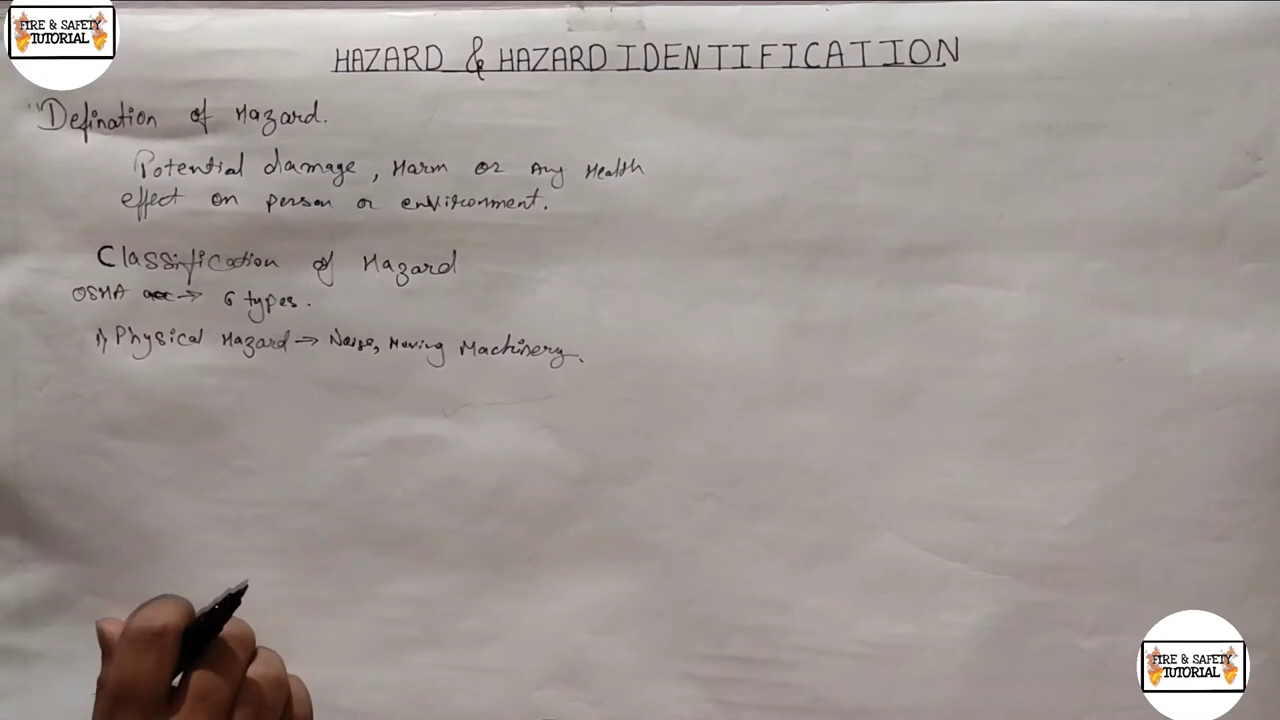 FIRE & SAFETY
TUTORIAL
HAZARD & HAZARD IDENTIFICATION
Defination of Hazard.
Potential damage, Harm or Any Health
effect on person or environment.
Classification of Hazard
OSHA → 6 types.
1) Physical Hazard → Noise, Moving Machinery.
FIRE & SAFETY
TUTORIAL